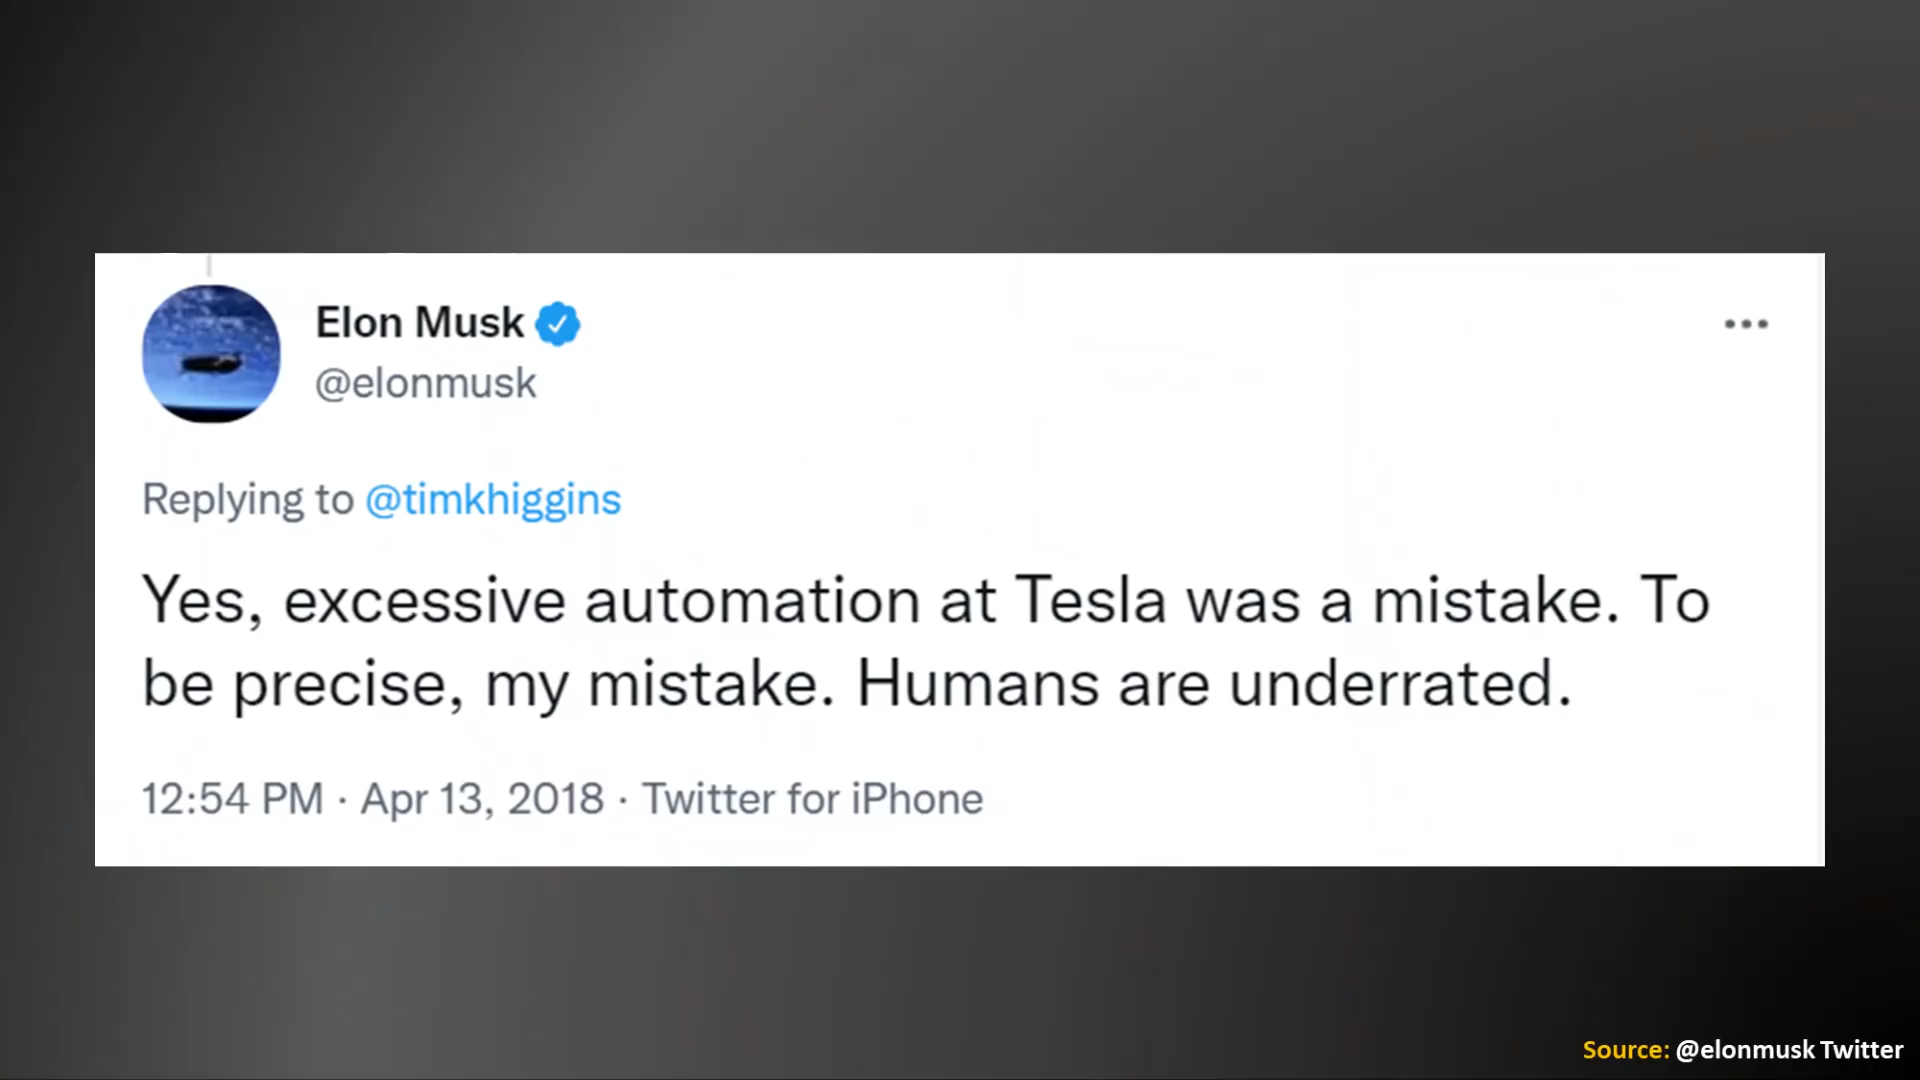 Elon Musk
@elonmusk
Replying to @timkhiggins
Yes, excessive automation at Tesla was a mistake. To
be precise, my mistake. Humans are underrated.
12:54 PM · Apr 13, 2018 · Twitter for iPhone
Source: @elonmusk Twitter